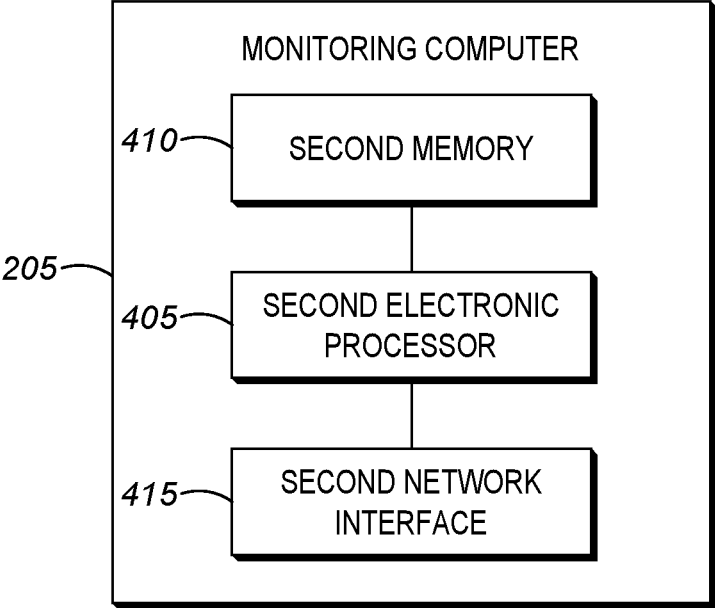 MONITORING COMPUTER
410
SECOND MEMORY
205
405
SECOND ELECTRONIC
PROCESSOR
415
SECOND NETWORK
INTERFACE